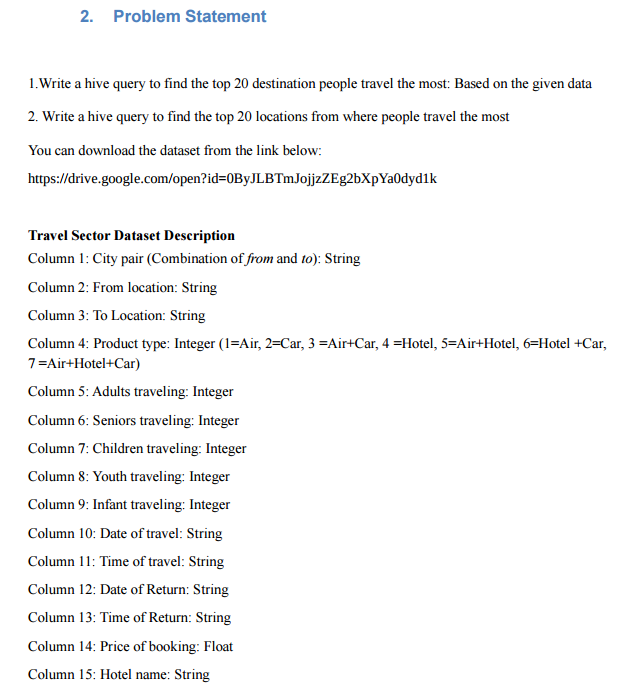 2. Problem Statement
1.Write a hive query to find the top 20 destination people travel the most: Based on the given data
2. Write a hive query to find the top 20 locations from where people travel the most
You can download the dataset from the link below:
https://drive.google.com/open?id=0ByJLBTmJojjzZEg2bXpYa0dyd1k
Travel Sector Dataset Description
Column 1: City pair (Combination of from and to): String
Column 2: From location: String
Column 3: To Location: String
Column 4: Product type: Integer (1=Air, 2=Car, 3 =Air+Car, 4 =Hotel, 5=Air+Hotel, 6=Hotel +Car,
7 =Air+Hotel+Car)
Column 5: Adults traveling: Integer
Column 6: Seniors traveling: Integer
Column 7: Children traveling: Integer
Column 8: Youth traveling: Integer
Column 9: Infant traveling: Integer
Column 10: Date of travel: String
Column 11: Time of travel: String
Column 12: Date of Return: String
Column 13: Time of Return: String
Column 14: Price of booking: Float
Column 15: Hotel name: String